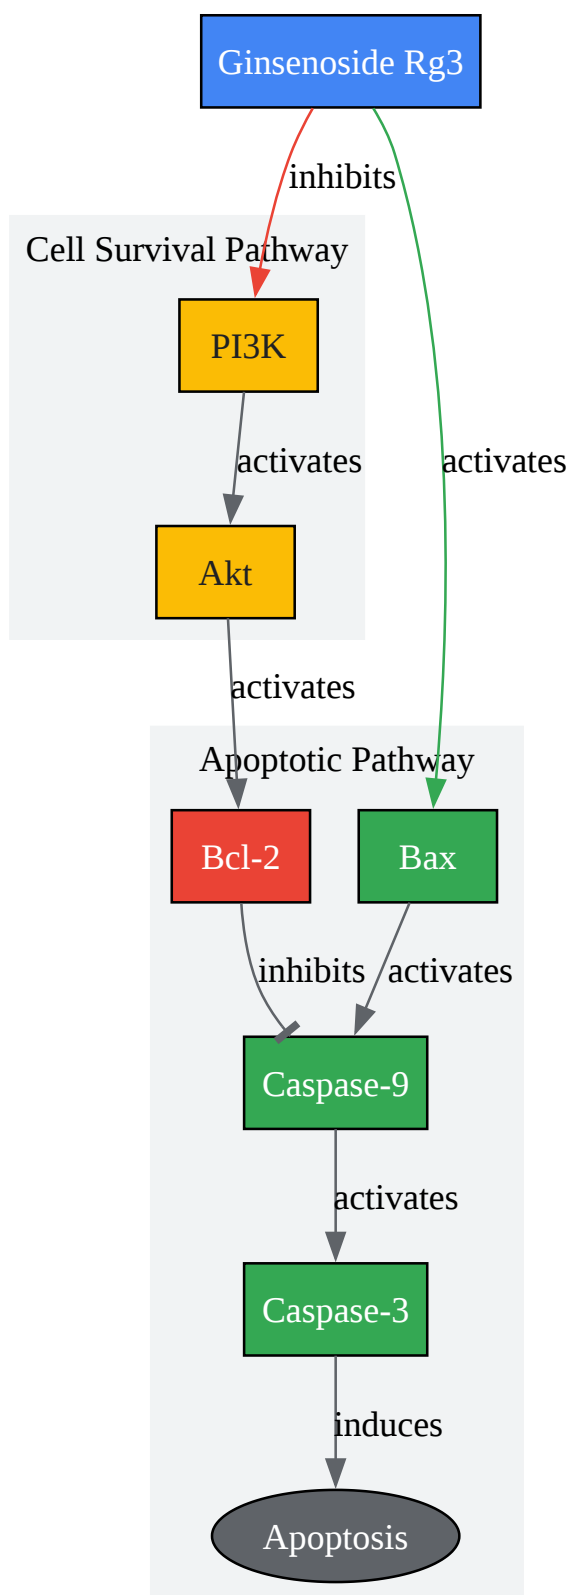 Ginsenoside Rg3
inhibits
Cell Survival Pathway
PI3K
activates
activates
Akt
activates
Apoptotic Pathway
Bcl-2
Bax
inhibits
activates
Caspase-9
activates
Caspase-3
induces
Apoptosis